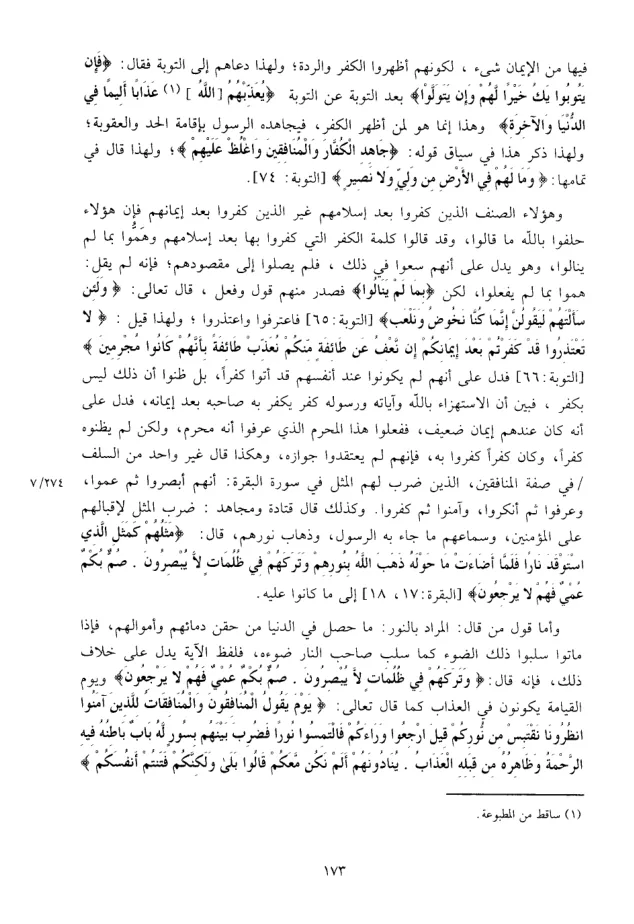 فيها من الإيمان شىء ، لكونهم أظهروا الكفر والردة؛ ولهذا دعاهم إلى التوبة فقال: ﴿فَإِن
يَتُوبُوا يَكُ خَيْرًا لَّهُمْ وَإِن يَتَوَلَّوْا﴾ بعد التوبة عن التوبة ﴿يُعَذِّبْهُمُ [اللَّهُ ] (١) عَذَابًا أَلِيمًا فِي
الدُّنْيَا وَالآخِرَة﴾ وهذا إنما هو لمن أظهر الكفر، فيجاهده الرسول بإقامة الحد والعقوبة؛
ولهذا ذكر هذا في سياق قوله: ﴿جَاهِدِ الْكُفَّارَ وَالْمُنَافِقِينَ وَاغْلُظْ عَلَيْهِمْ ﴾؛ ولهذا قال في
تمامها: ﴿ وَمَا لَهُمْ فِي الأَرْضِ مِن وَلِيٍّ وَلا نَصِيرٍ ﴾ [التوبة: ٧٤].
وهؤلاء الصنف الذين كفروا بعد إسلامهم غير الذين كفروا بعد إيمانهم فإن هؤلاء
حلفوا بالله ما قالوا، وقد قالوا كلمة الكفر التي كفروا بها بعد إسلامهم وهَمُّوا بما لم
ينالوا، وهو يدل على أنهم سعوا في ذلك ، فلم يصلوا إلى مقصودهم؛ فإنه لم يقل:
هموا بما لم يفعلوا، لكن ﴿بِمَا لَمْ يَنَالُوا﴾ فصدر منهم قول وفعل ، قال تعالى: ﴿ وَلَئِن
سَأَلْتَهُمْ لَيَقُولُنَّ إِنَّمَا كُنَّا نَخُوضُ وَنَلْعَب﴾ [التوبة:٦٥] فاعترفوا واعتذروا ؛ ولهذا قيل : ﴿ لا
تَعْتَذِرُوا قَدْ كَفَرْتُم بَعْدَ إِيمَانِكُمْ إِن نَّعْفُ عَن طَائِفَةٍ مِّنكُمْ نُعَذِّبْ طَائِفَةً بِأَنَّهُمْ كَانُوا مُجْرِمِينَ ﴾
[التوبة:٦٦] فدل على أنهم لم يكونوا عند أنفسهم قد أتوا كفراً، بل ظنوا أن ذلك ليس
بكفر ، فبين أن الاستهزاء بالله وآياته ورسوله كفر يكفر به صاحبه بعد إيمانه، فدل على
أنه كان عندهم إيمان ضعيف، ففعلوا هذا المحرم الذي عرفوا أنه محرم، ولكن لم يظنوه
كفراً، وكان كفراً كفروا به، فإنهم لم يعتقدوا جوازه، وهكذا قال غير واحد من السلف
/ في صفة المنافقين، الذين ضرب لهم المثل في سورة البقرة: أنهم أبصروا ثم عموا، ٧/٢٧٤
وعرفوا ثم أنكروا، وآمنوا ثم كفروا. وكذلك قال قتادة ومجاهد : ضرب المثل لإقبالهم
على المؤمنين، وسماعهم ما جاء به الرسول، وذهاب نورهم، قال: ﴿مَثَلُهُمْ كَمَثَلِ الَّذِي
اسْتَوْقَدَ نَارًا فَلَمَّا أَضَاءَتْ مَا حَوْلَهُ ذَهَبَ اللَّهُ بِنُورِهِمْ وَتَرَكَهُمْ فِي ظُلُمَاتٍ لاَّ يُبْصِرُونَ . صُمٌّ بُكْمٌ
عُمْيٌ فَهُمْ لا يَرْجِعُونَ﴾ [البقرة:١٧، ١٨] إلى ما كانوا عليه.
وأما قول من قال: المراد بالنور: ما حصل في الدنيا من حقن دمائهم وأموالهم، فإذا
ماتوا سلبوا ذلك الضوء كما سلب صاحب النار ضوءه، فلفظ الآية يدل على خلاف
ذلك، فإنه قال: ﴿ وَتَرَكَهُمْ فِي ظُلُمَاتٍ لاَّ يُبْصِرُونَ . صُمٌّ بُكْمٌ عُمْيٌ فَهُمْ لا يَرْجِعُونَ﴾ ويوم
القيامة يكونون في العذاب كما قال تعالى: ﴿ يَوْمَ يَقُولُ الْمُنَافِقُونَ وَالْمُنَافِقَاتُ لِلَّذِينَ آمَنُوا
انظُرُونَا نَقْتَبِسْ مِن نُّورِكُمْ قِيلَ ارْجِعُوا وَرَاءَكُمْ فَالْتَمِسُوا نُورًا فَضُرِبَ بَيْنَهُم بِسُورٍ لَّهُ بَابٌ بَاطِنُهُ فِيهِ
الرَّحْمَةُ وَظَاهِرُهُ مِن قِبَلِهِ الْعَذَابُ . يُنَادُونَهُمْ أَلَمْ نَكُن مَّعَكُمْ قَالُوا بَلَىٰ وَلَكِنَّكُمْ فَتَنتُمْ أَنفُسَكُمْ ﴾
(١) ساقط من المطبوعة.
١٧٣